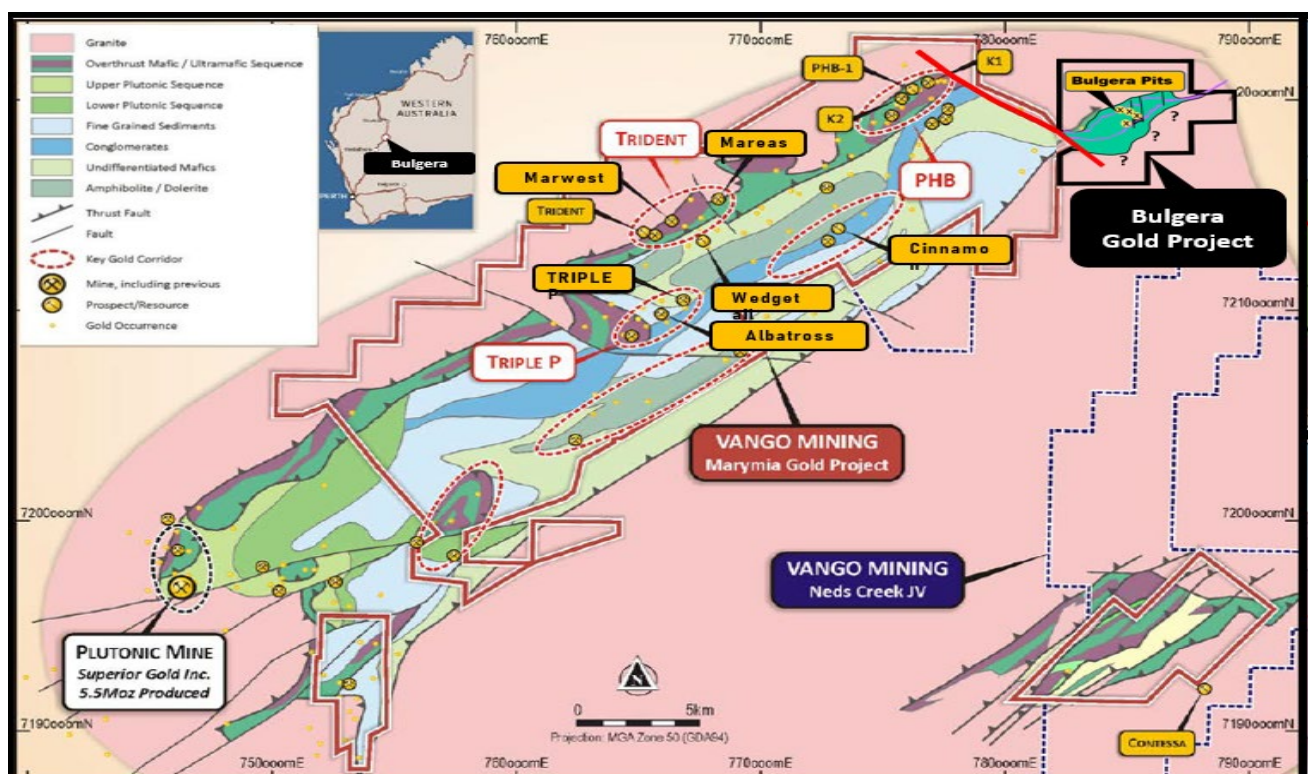 760000mE
770000mE
780000mE
790000mE
Granite
Overthrust Mafic / Ultramafic Sequence
Upper Plutonic Sequence
Lower Plutonic Sequence
Fine Grained Sediments
Conglomerates
Undifferentiated Mafics
Amphibolite / Dolerite
Thrust Fault
Fault
Key Gold Corridor
Mine, including previous
Prospect/Resource
Gold Occurrence
WESTERN
AUSTRALIA
Bulgera
PERTH
PHB-1
K1
K2
Bulgera Pits
20000mN
?
?
?
TRIDENT
Mareas
Marwest
TRIDENT
PHB
Bulgera
Gold Project
Cinnamo
TRIPLE
P
Wedget
ail
Albatross
7210000mN
TRIPLE P
VANGO MINING
Marymia Gold Project
7200000mN
7200000mN
VANGO MINING
Neds Creek JV
PLUTONIC MINE
Superior Gold Inc.
5.5Moz Produced
0
5km
Projection: MGA Zone 50 (GDA94)
7190000mN
7190000mN
CONTESSA
750000mE
760000mE
770000mE
780000mE
790000mE